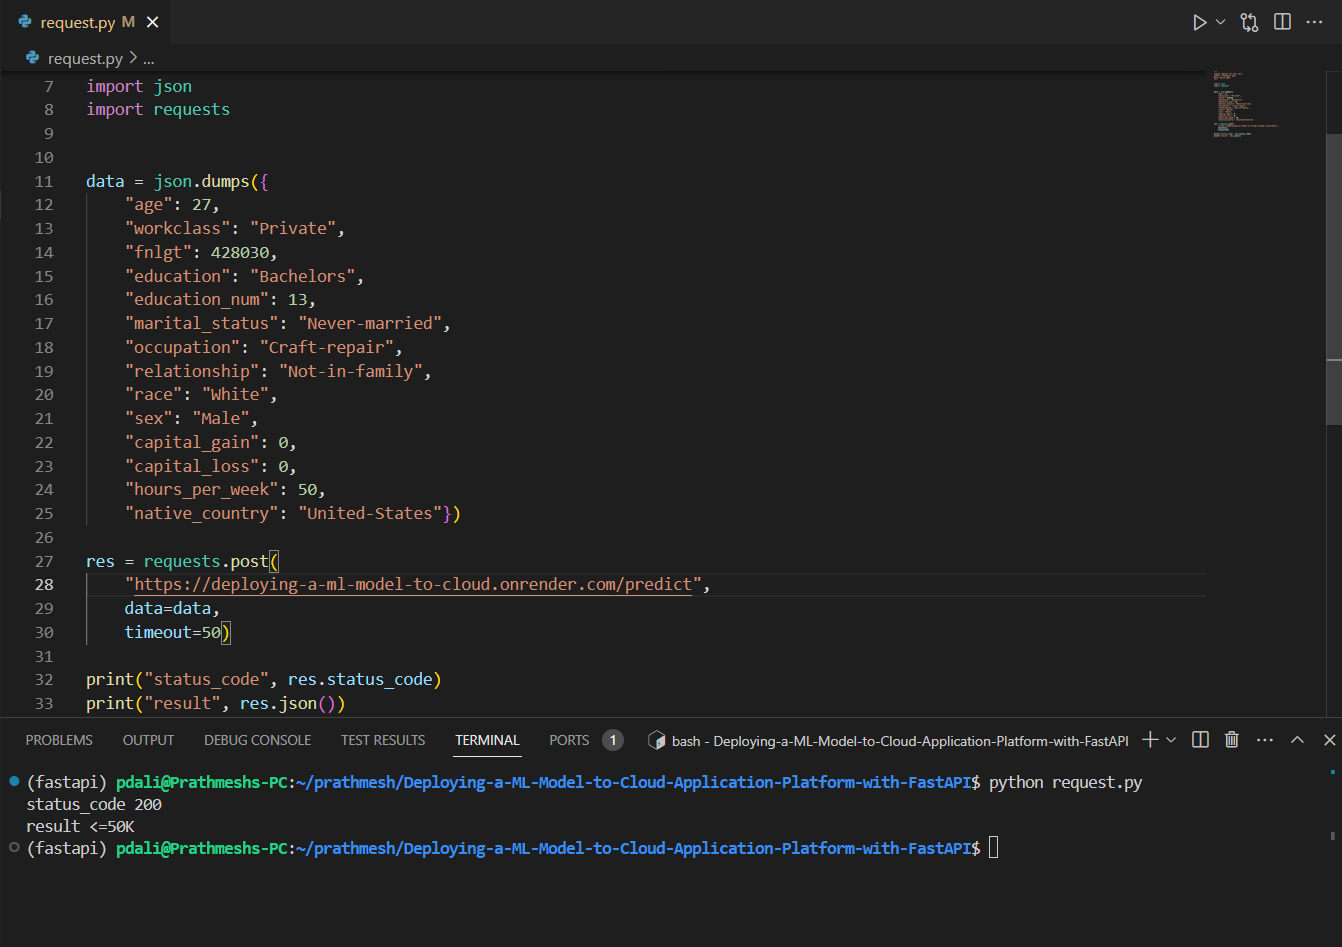 request.py M
request.py > ...
7 import json
8 import requests
9
10
11 data = json.dumps({
12 "age": 27,
13 "workclass": "Private",
14 "fnlgt": 428030,
15 "education": "Bachelors",
16 "education_num": 13,
17 "marital_status": "Never-married",
18 "occupation": "Craft-repair",
19 "relationship": "Not-in-family",
20 "race": "White",
21 "sex": "Male",
22 "capital_gain": 0,
23 "capital_loss": 0,
24 "hours_per_week": 50,
25 "native_country": "United-States"})
26
27 res = requests.post(
28 "https://deploying-a-ml-model-to-cloud.onrender.com/predict",
29 data=data,
30 timeout=50)
31
32 print("status_code", res.status_code)
33 print("result", res.json())
PROBLEMS OUTPUT DEBUG CONSOLE TEST RESULTS TERMINAL PORTS 1 bash - Deploying-a-ML-Model-to-Cloud-Application-Platform-with-FastAPI
(fastapi) pdali@Prathmeshs-PC:~/prathmesh/Deploying-a-ML-Model-to-Cloud-Application-Platform-with-FastAPI$ python request.py
status_code 200
result <=50K
(fastapi) pdali@Prathmeshs-PC:~/prathmesh/Deploying-a-ML-Model-to-Cloud-Application-Platform-with-FastAPI$